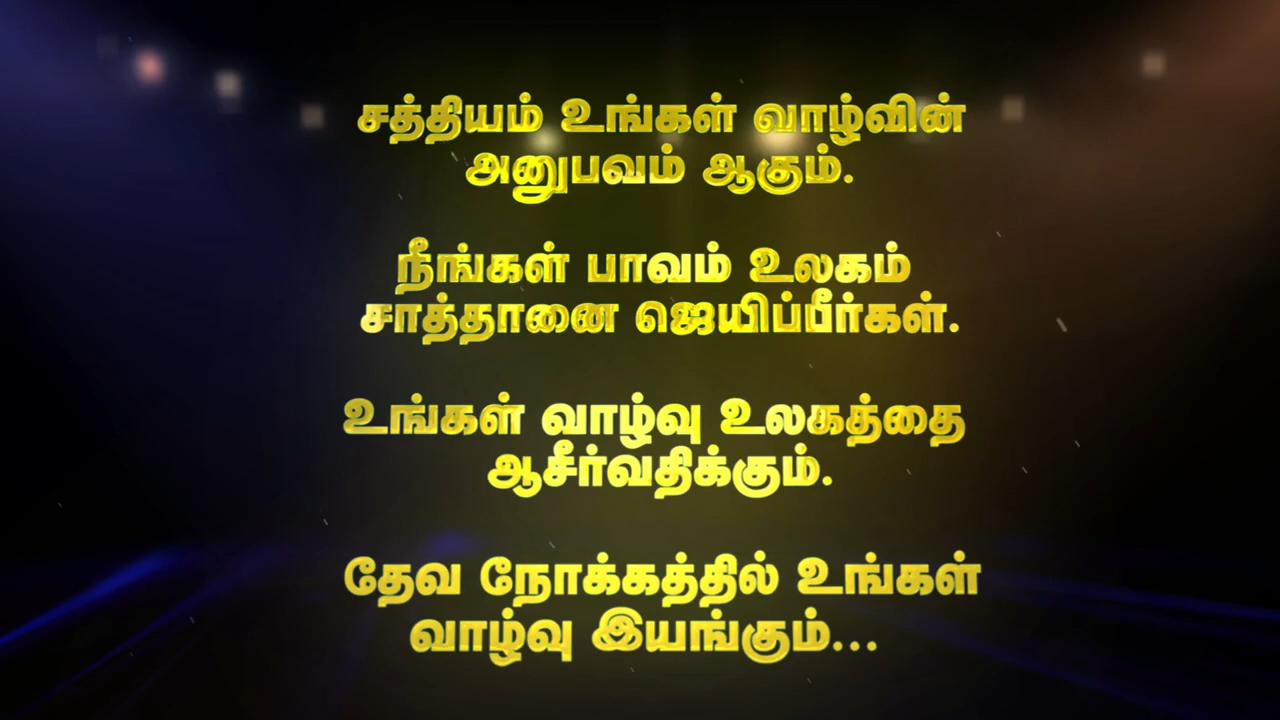 சத்தியம் உங்கள் வாழ்வின்
அனுபவம் ஆகும்.
நீங்கள் பாவம் உலகம்
சாத்தானை ஜெயிப்பீர்கள்.
உங்கள் வாழ்வு உலகத்தை
ஆசீர்வதிக்கும்.
தேவ நோக்கத்தில் உங்கள்
வாழ்வு இயங்கும்...